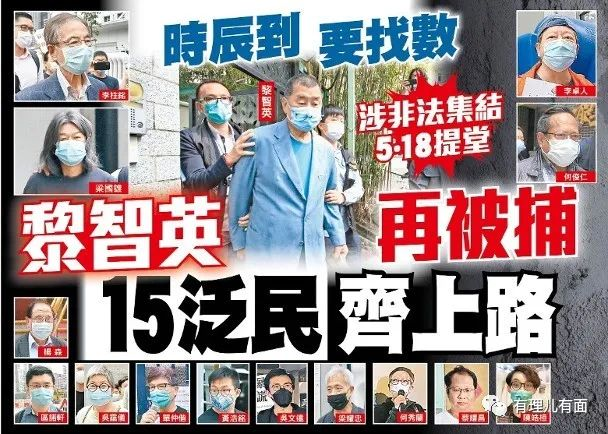 時辰到 要找數
李柱銘
黎智英
李卓人
涉非法集結
5·18提堂
梁國雄
何俊仁
黎智英 再被捕
15泛民 齊上路
楊森
區諾軒
吳靄儀
單仲偕
黃浩銘
吳文遠
梁耀忠
何秀蘭
蔡耀昌
陳皓桓
有理儿有面